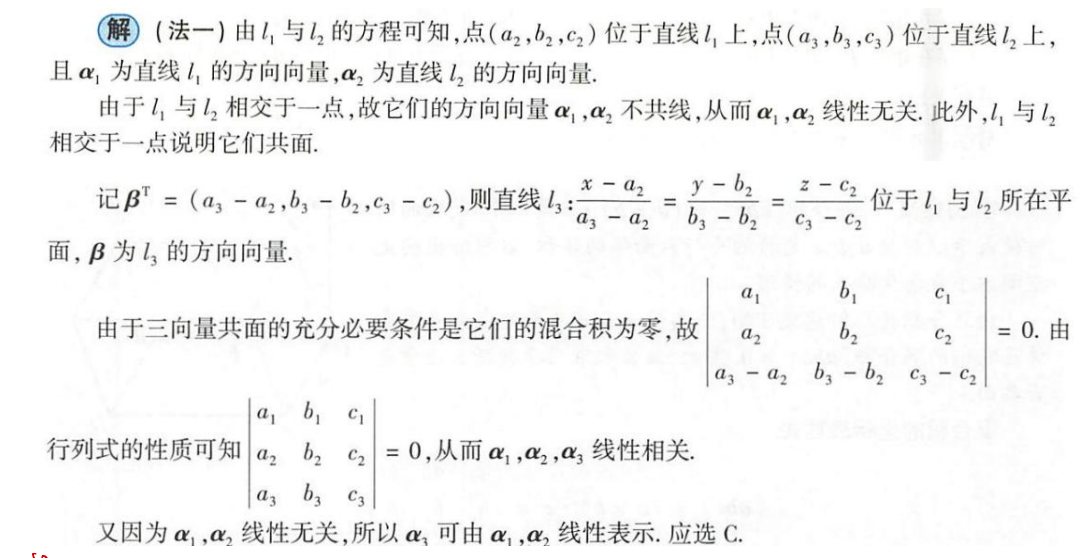 解 (法一) 由 l₁ 与 l₂ 的方程可知,点(a₂,b₂,c₂) 位于直线 l₁ 上,点(a₃,b₃,c₃) 位于直线 l₂ 上,
且 α₁ 为直线 l₁ 的方向向量,α₂ 为直线 l₂ 的方向向量.
由于 l₁ 与 l₂ 相交于一点,故它们的方向向量 α₁,α₂ 不共线,从而 α₁,α₂ 线性无关. 此外,l₁ 与 l₂
相交于一点说明它们共面.
记 βᵀ = (a₃ - a₂,b₃ - b₂,c₃ - c₂),则直线 l₃: (x - a₂)/(a₃ - a₂) = (y - b₂)/(b₃ - b₂) = (z - c₂)/(c₃ - c₂) 位于 l₁ 与 l₂ 所在平
面, β 为 l₃ 的方向向量.
由于三向量共面的充分必要条件是它们的混合积为零,故 | a₁ b₁ c₁ ; a₂ b₂ c₂ ; a₃ - a₂ b₃ - b₂ c₃ - c₂ | = 0. 由
行列式的性质可知 | a₁ b₁ c₁ ; a₂ b₂ c₂ ; a₃ b₃ c₃ | = 0,从而 α₁,α₂,α₃ 线性相关.
又因为 α₁,α₂ 线性无关,所以 α₃ 可由 α₁,α₂ 线性表示. 应选 C.